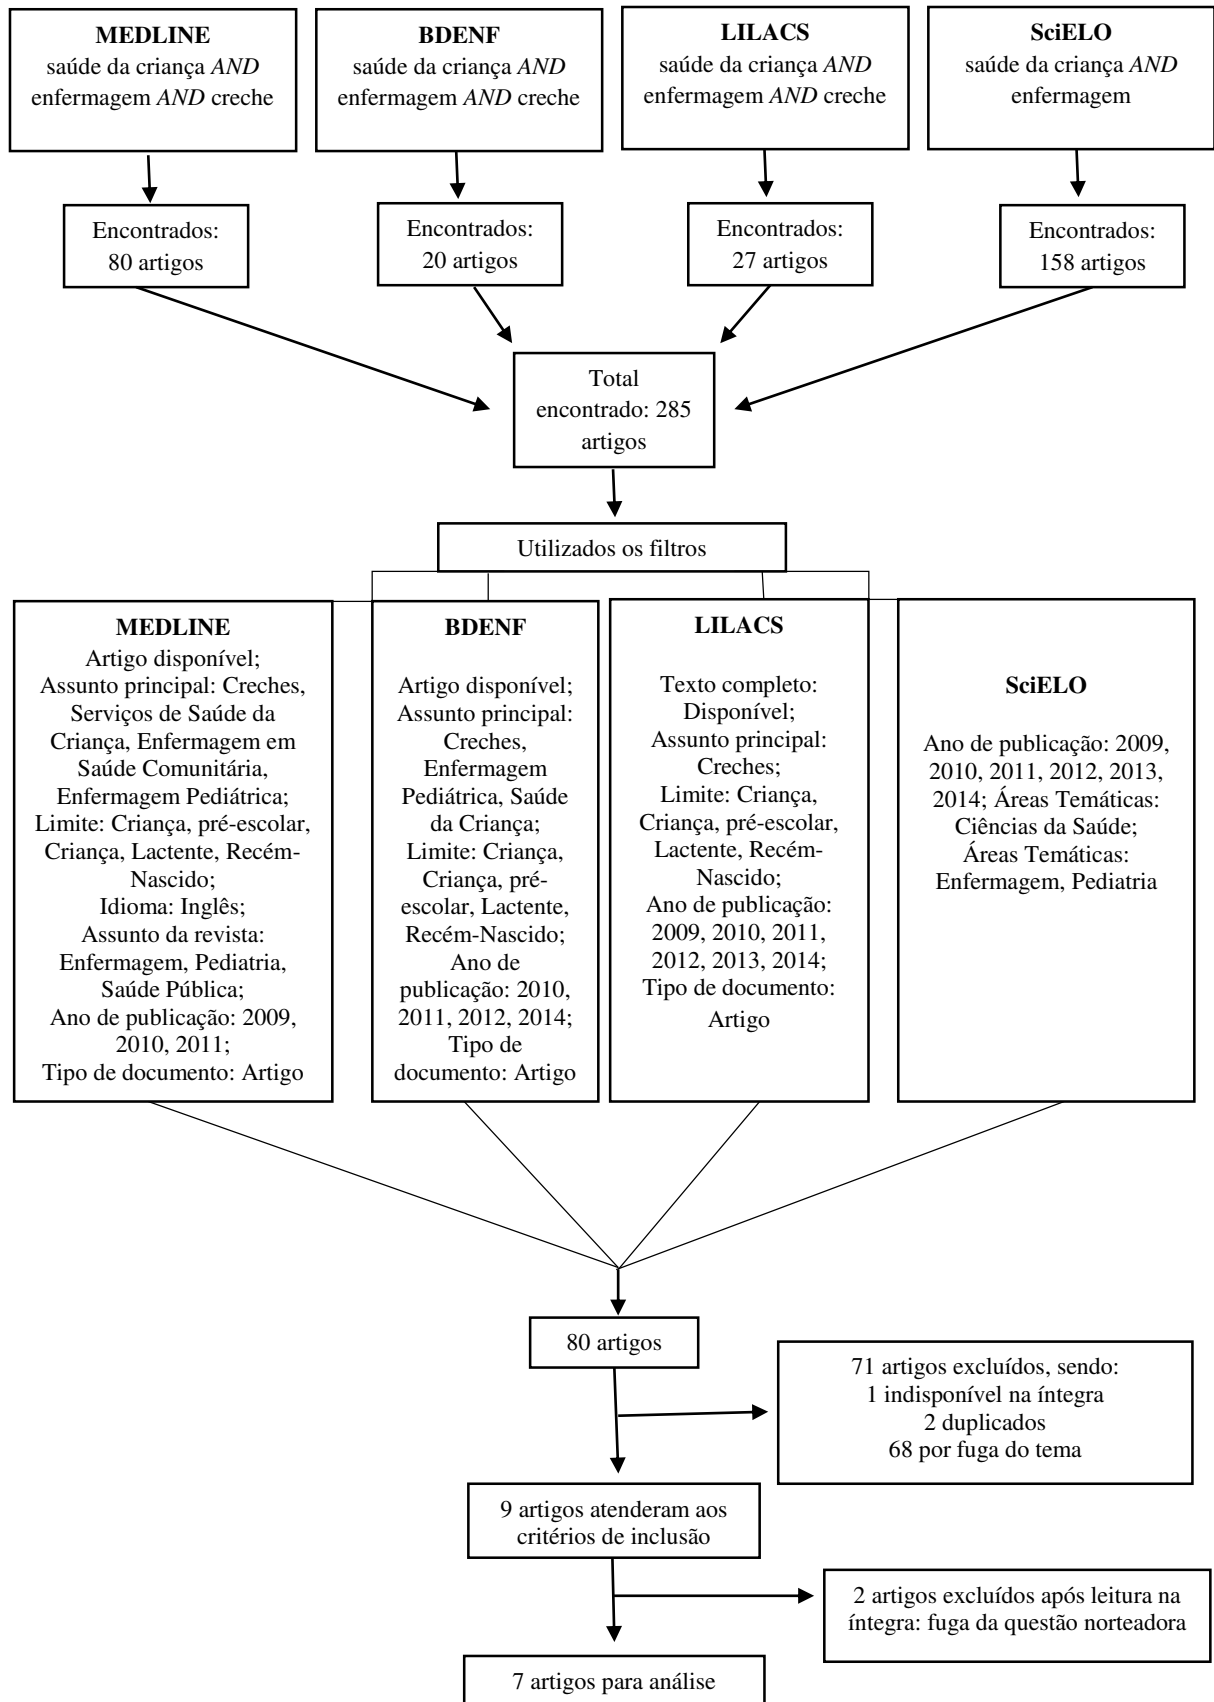 MEDLINE
saúde da criança AND
enfermagem AND creche
BDENF
saúde da criança AND
enfermagem AND creche
LILACS
saúde da criança AND
enfermagem AND creche
SciELO
saúde da criança AND
enfermagem
Encontrados:
80 artigos
Encontrados:
20 artigos
Encontrados:
27 artigos
Encontrados:
158 artigos
Total
encontrado: 285
artigos
Utilizados os filtros
MEDLINE
Artigo disponível;
Assunto principal: Creches,
Serviços de Saúde da
Criança, Enfermagem em
Saúde Comunitária,
Enfermagem Pediátrica;
Limite: Criança, pré-escolar,
Criança, Lactente, Recém-
Nascido;
Idioma: Inglês;
Assunto da revista:
Enfermagem, Pediatria,
Saúde Pública;
Ano de publicação: 2009,
2010, 2011;
Tipo de documento: Artigo
BDENF
Artigo disponível;
Assunto principal:
Creches,
Enfermagem
Pediátrica, Saúde
da Criança;
Limite: Criança,
Criança, pré-
escolar, Lactente,
Recém-Nascido;
Ano de
publicação: 2010,
2011, 2012, 2014;
Tipo de
documento: Artigo
LILACS
Texto completo:
Disponível;
Assunto principal:
Creches;
Limite: Criança,
Criança, pré-escolar,
Lactente, Recém-
Nascido;
Ano de publicação:
2009, 2010, 2011,
2012, 2013, 2014;
Tipo de documento:
Artigo
SciELO
Ano de publicação: 2009,
2010, 2011, 2012, 2013,
2014; Áreas Temáticas:
Ciências da Saúde;
Áreas Temáticas:
Enfermagem, Pediatria
80 artigos
71 artigos excluídos, sendo:
1 indisponível na íntegra
2 duplicados
68 por fuga do tema
9 artigos atenderam aos
critérios de inclusão
2 artigos excluídos após leitura na
íntegra: fuga da questão norteadora
7 artigos para análise